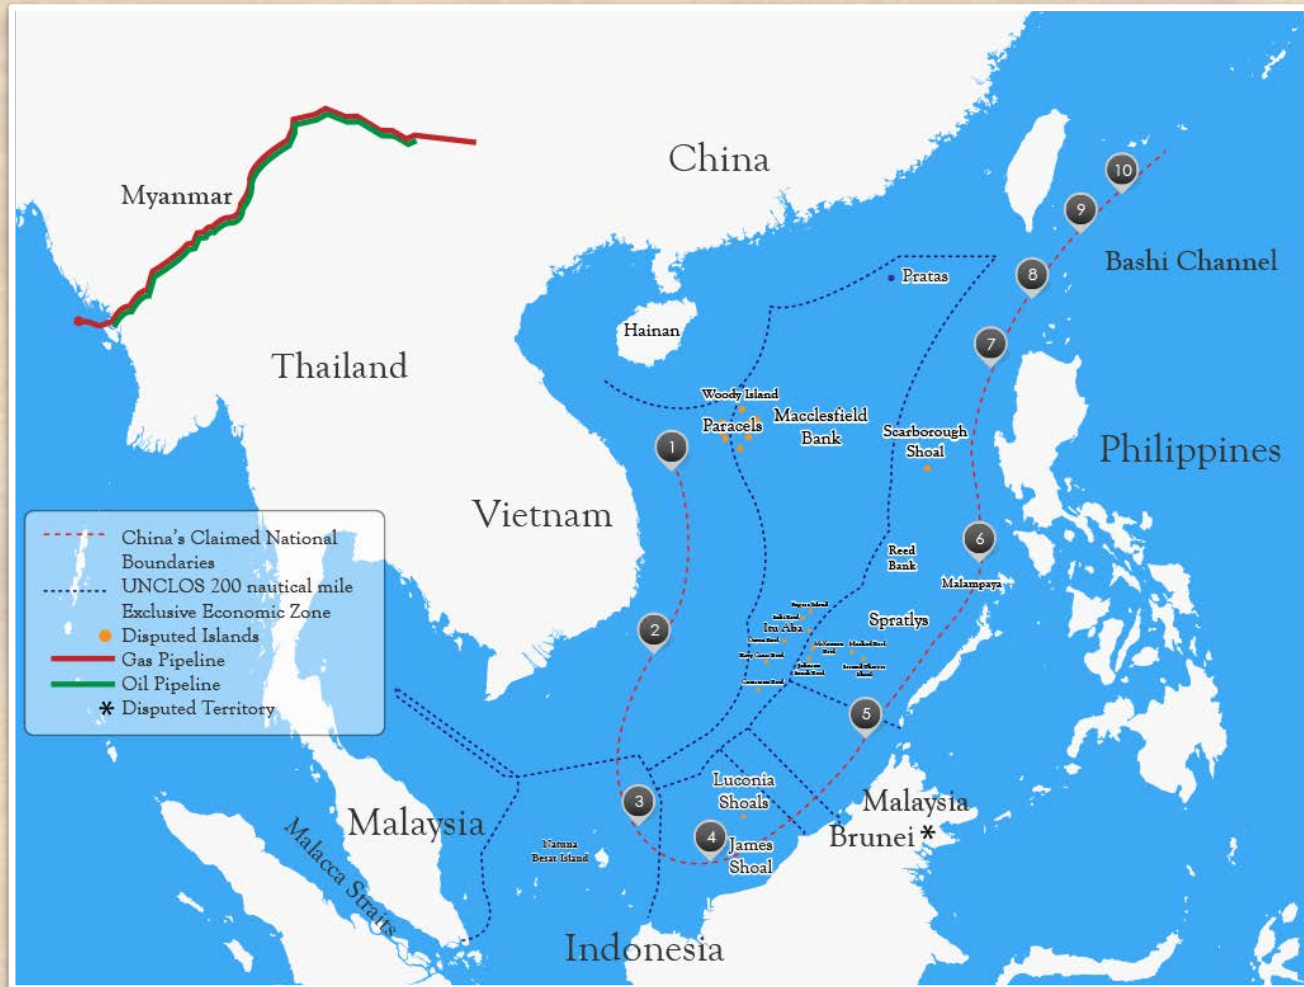 China
Myanmar
10
9
Bashi Channel
8
Pratas
Hainan
7
Thailand
Woody Island
Paracels
Macclesfield
Bank
Scarborough
Shoal
1
Philippines
Vietnam
6
Reed
Bank
Malampaya
China's Claimed National
Boundaries
UNCLOS 200 nautical mile
Exclusive Economic Zone
Disputed Islands
Gas Pipeline
Oil Pipeline
* Disputed Territory
2
Itu Aba
Spratlys
Johnson
South Reef
5
Luconia
Shoals
3
4
James
Shoal
Malaysia
Brunei *
Malaysia
Natuna
Besar Island
Malacca Straits
Indonesia